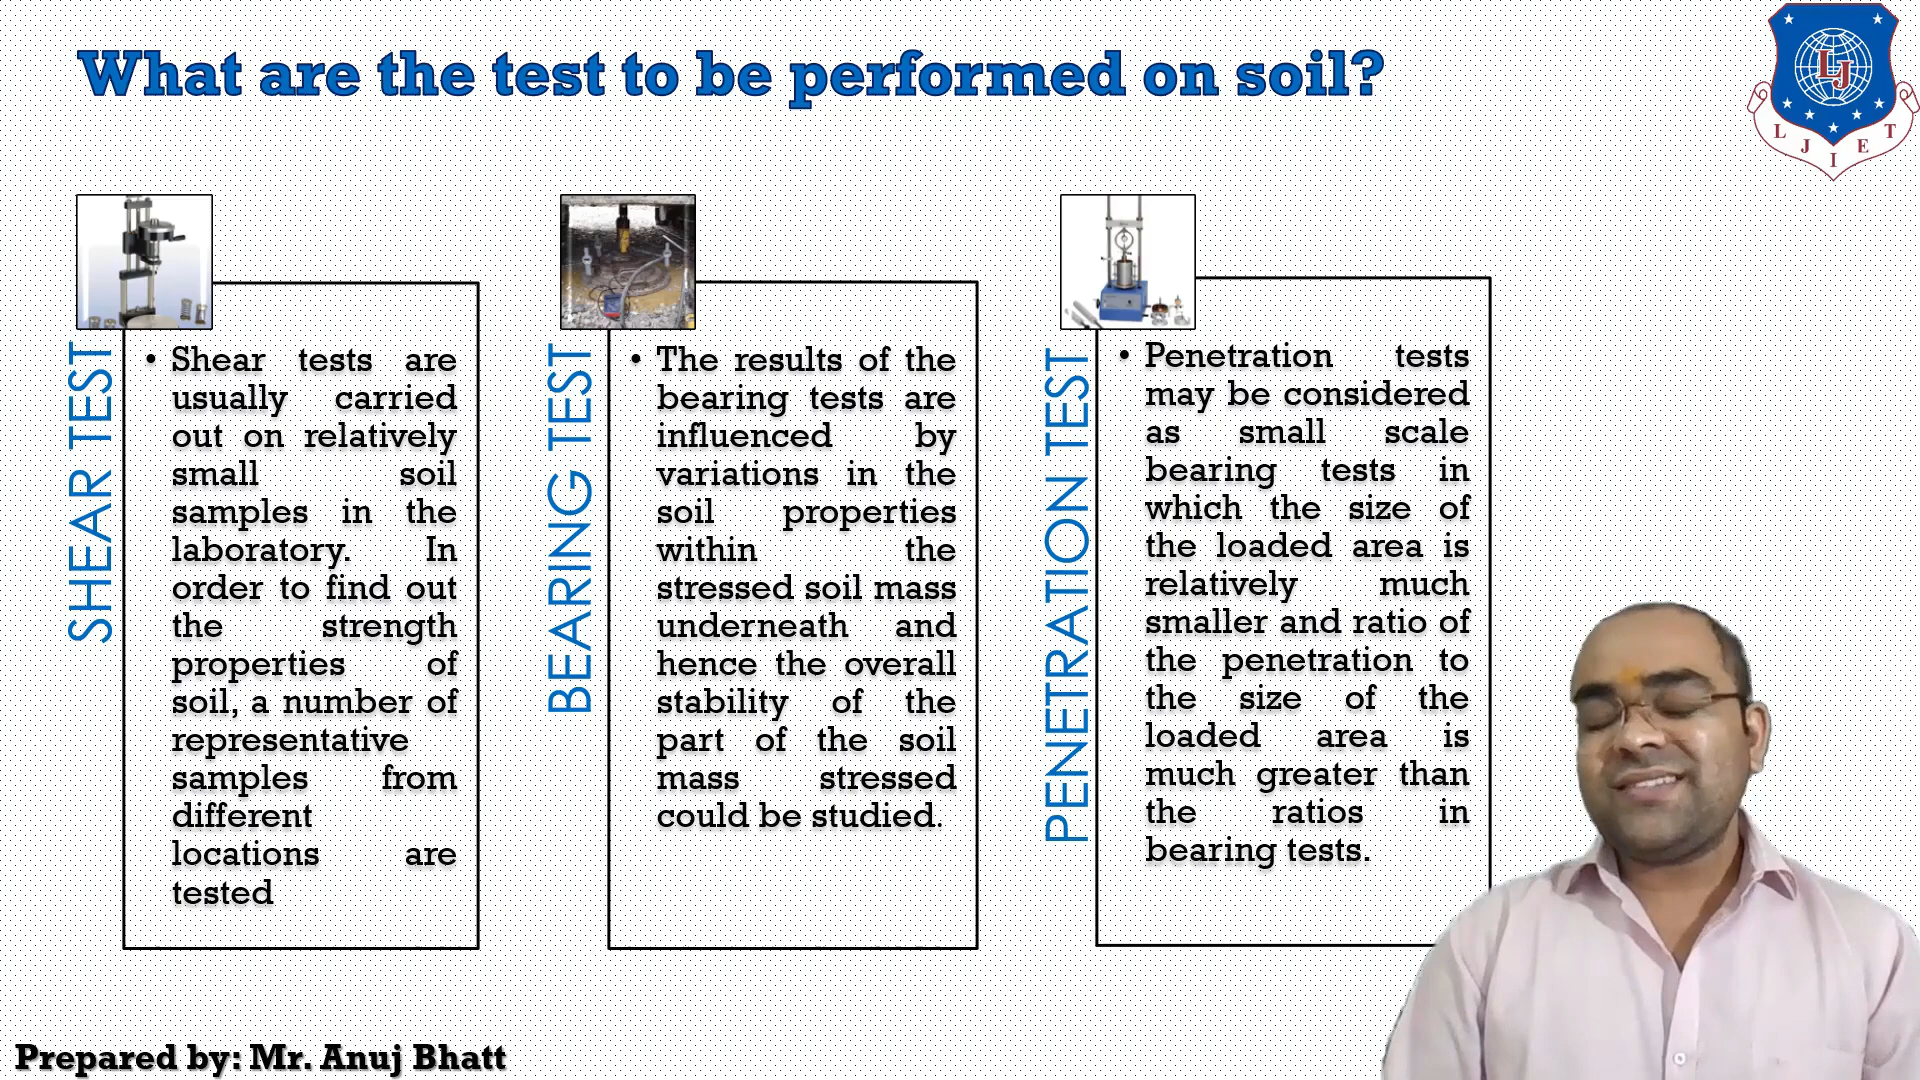 What are the test to be performed on soil?
LJ
L J I E T
SHEAR TEST
• Shear tests are
usually carried
out on relatively
small soil
samples in the
laboratory. In
order to find out
the strength
properties of
soil, a number of
representative
samples from
different
locations are
tested
BEARING TEST
• The results of the
bearing tests are
influenced by
variations in the
soil properties
within the
stressed soil mass
underneath and
hence the overall
stability of the
part of the soil
mass stressed
could be studied.
PENETRATION TEST
• Penetration tests
may be considered
as small scale
bearing tests in
which the size of
the loaded area is
relatively much
smaller and ratio of
the penetration to
the size of the
loaded area is
much greater than
the ratios in
bearing tests.
Prepared by: Mr. Anuj Bhatt